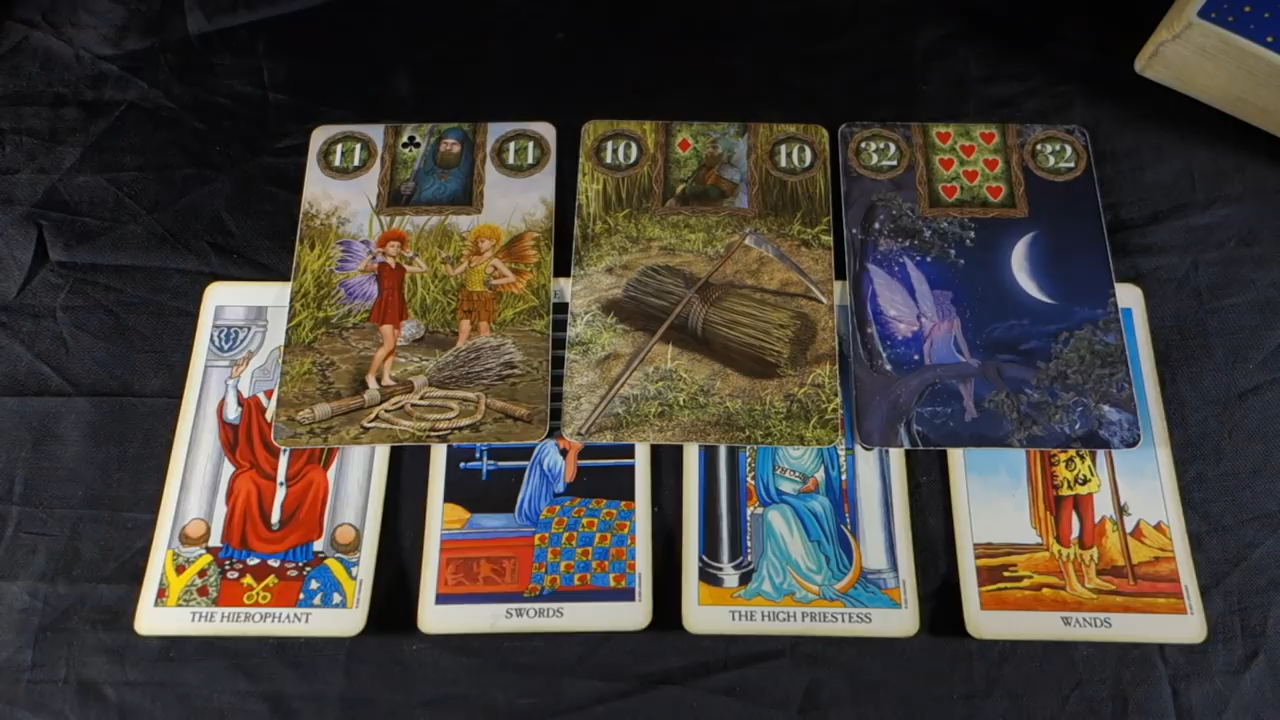 11 11
10 10
32 32
THE HIEROPHANT
SWORDS
THE HIGH PRIESTESS
WANDS